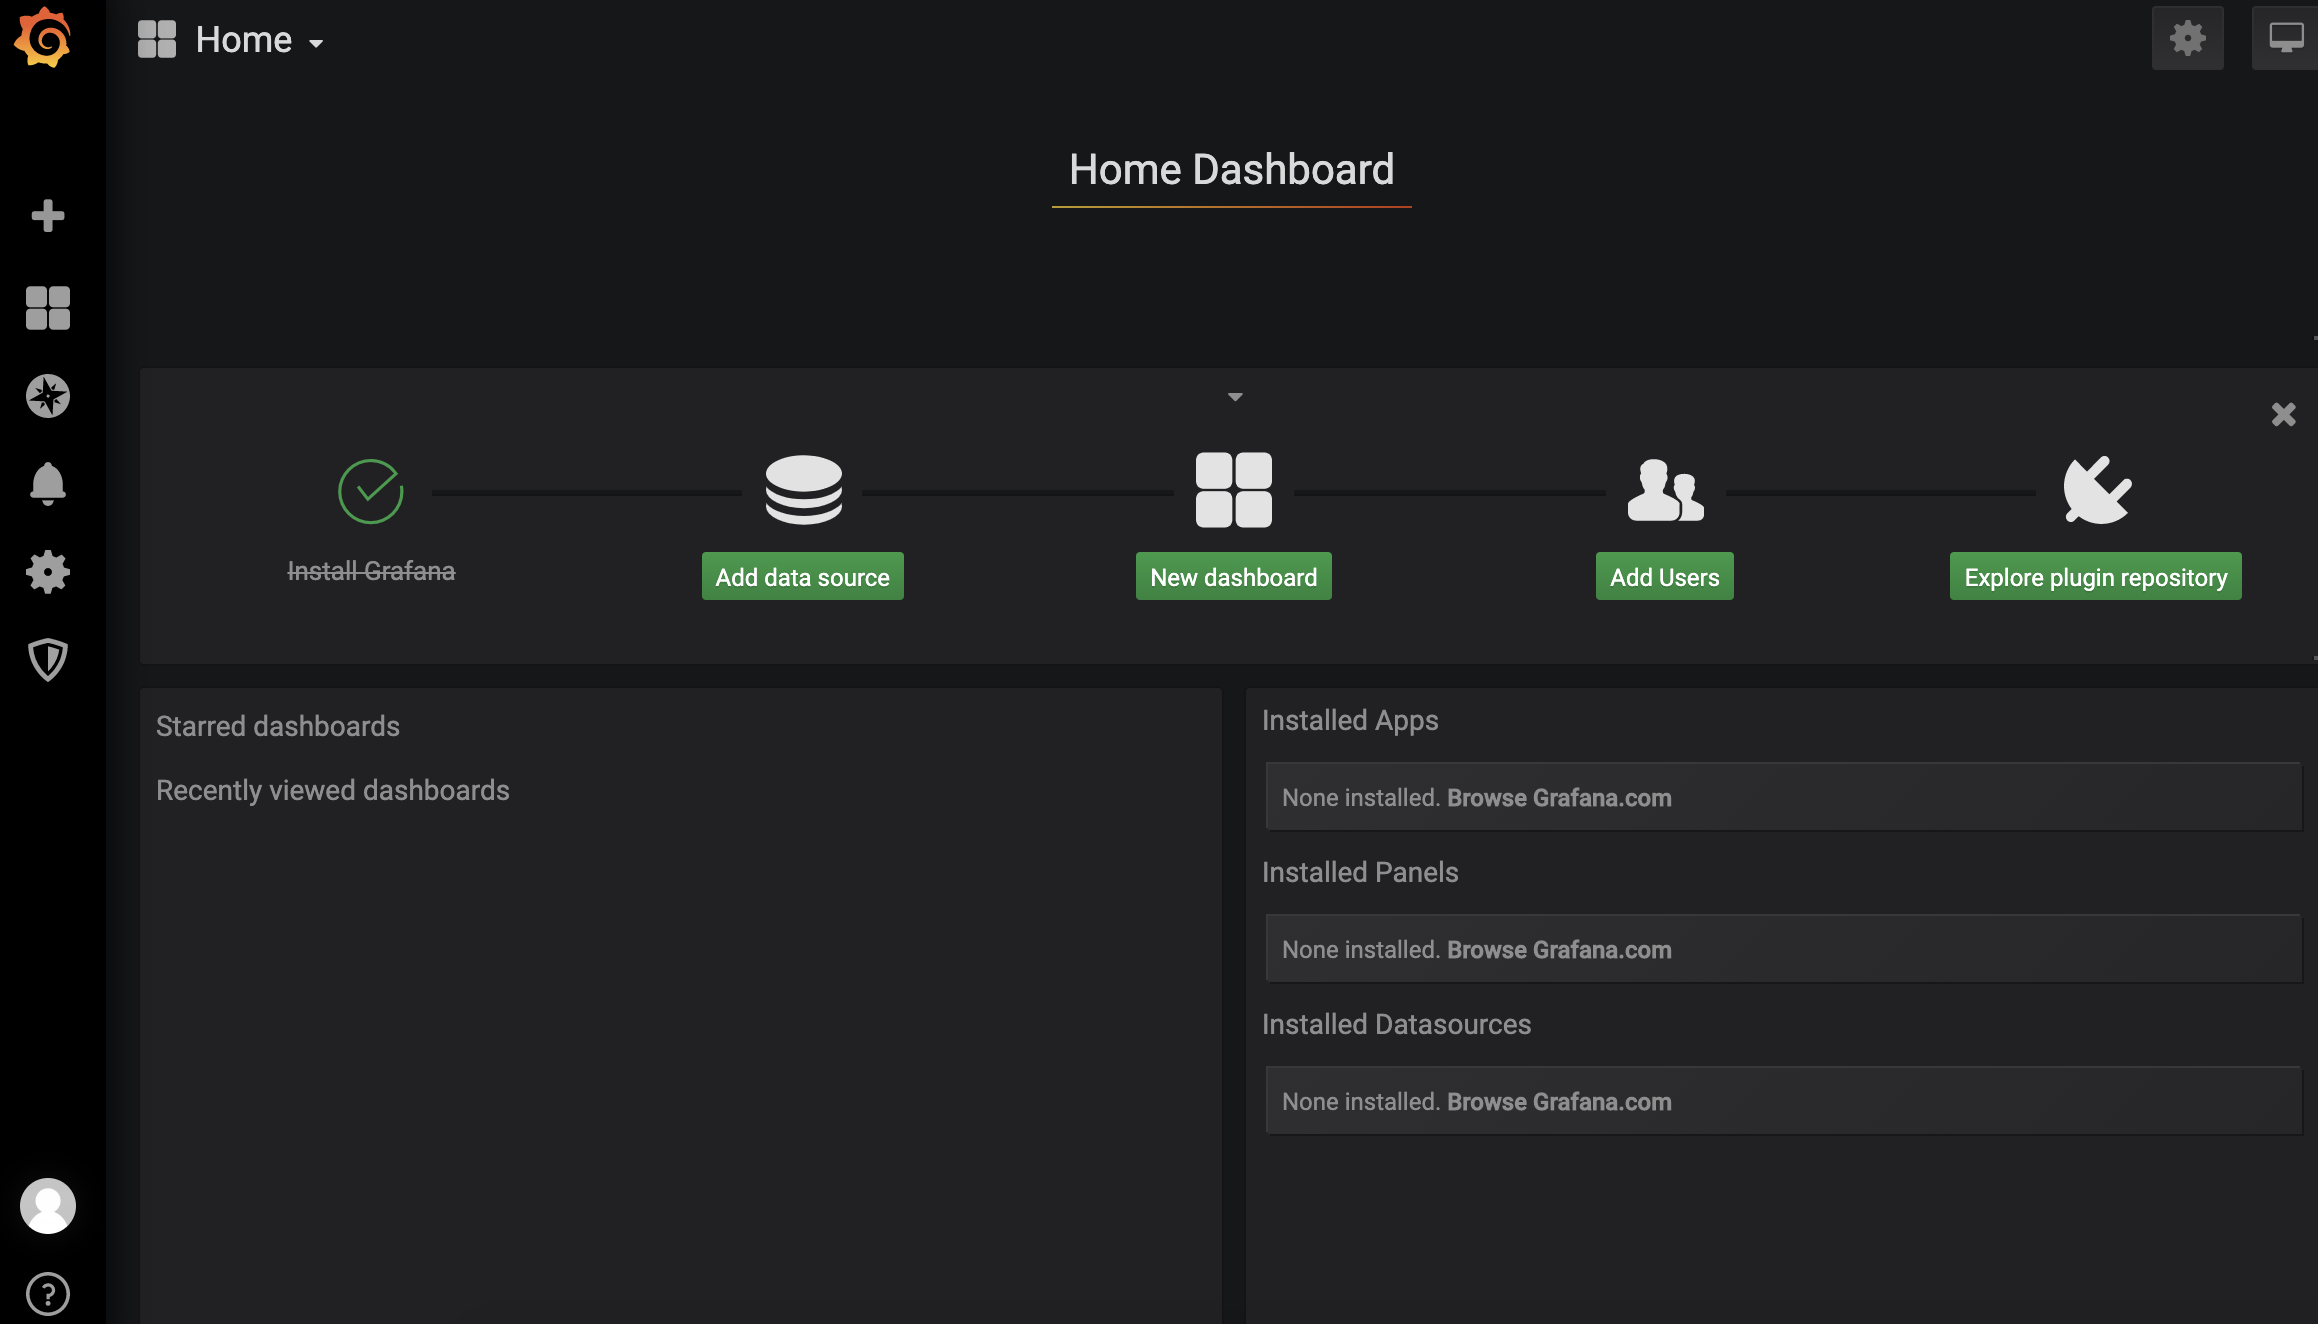 Home
Home Dashboard
Install Grafana
Add data source
New dashboard
Add Users
Explore plugin repository
Starred dashboards
Recently viewed dashboards
Installed Apps
None installed. Browse Grafana.com
Installed Panels
None installed. Browse Grafana.com
Installed Datasources
None installed. Browse Grafana.com
?